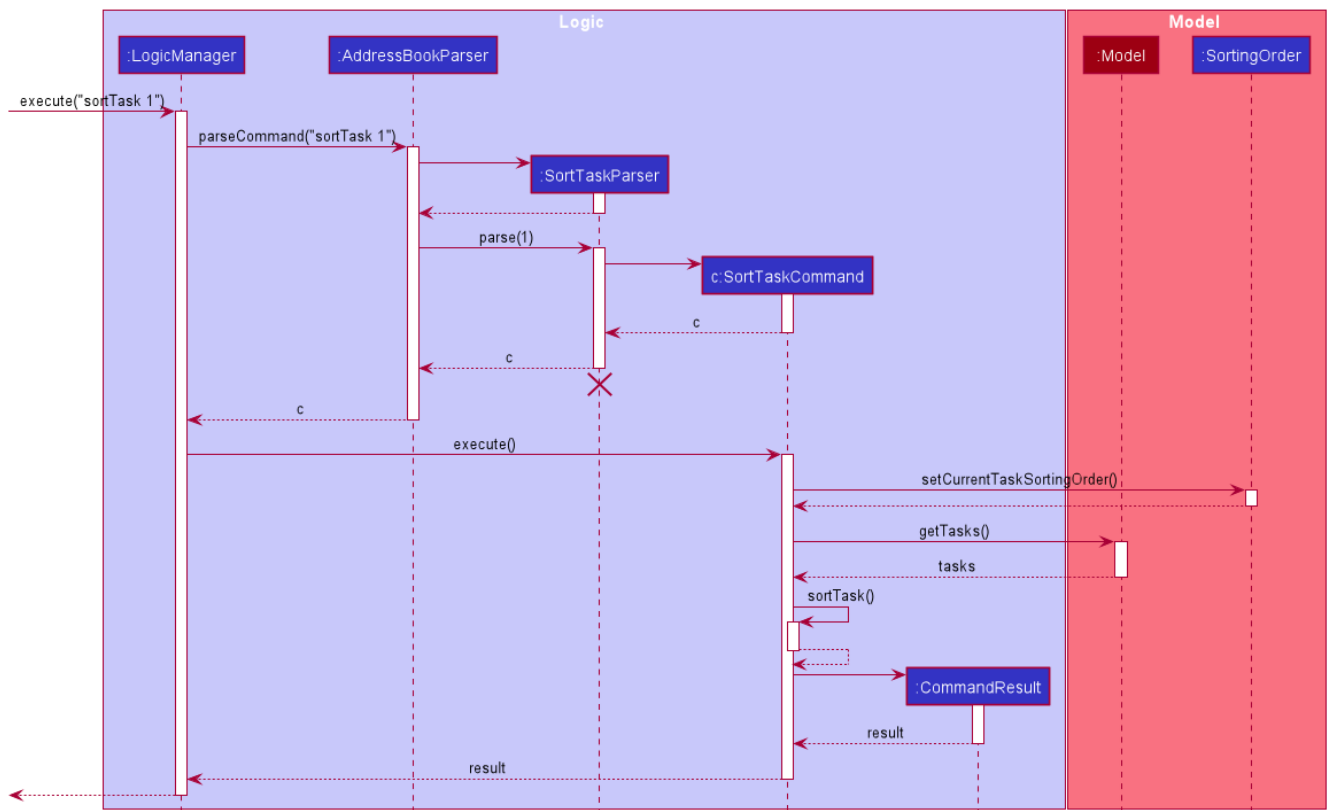 Logic
Model
:LogicManager
:AddressBookParser
:Model
:SortingOrder
execute("sortTask 1")
parseCommand("sortTask 1")
:SortTaskParser
parse(1)
c:SortTaskCommand
c
c
c
execute()
setCurrentTaskSortingOrder()
getTasks()
tasks
sortTask()
:CommandResult
result
result